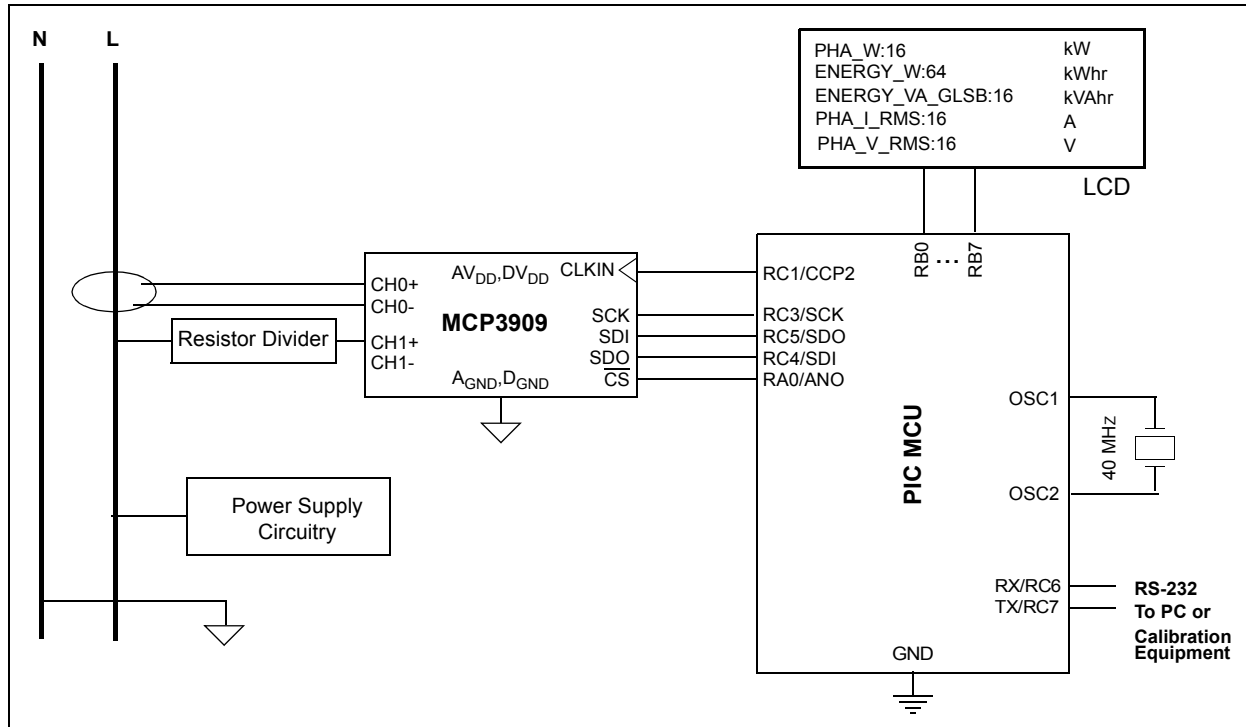 N L
PHA_W:16 kW
ENERGY_W:64 kWhr
ENERGY_VA_GLSB:16 kVAhr
PHA_I_RMS:16 A
PHA_V_RMS:16 V
LCD
RB0 ... RB7
CH0+
CH0-
CH1+
CH1-
AVDD,DVDD
CLKIN
MCP3909
SCK
SDI
SDO
CS
AGND,DGND
Resistor Divider
RC1/CCP2
RC3/SCK
RC5/SDO
RC4/SDI
RA0/ANO
PIC MCU
OSC1
OSC2
40 MHz
Power Supply
Circuitry
RX/RC6
TX/RC7
RS-232
To PC or
Calibration
Equipment
GND